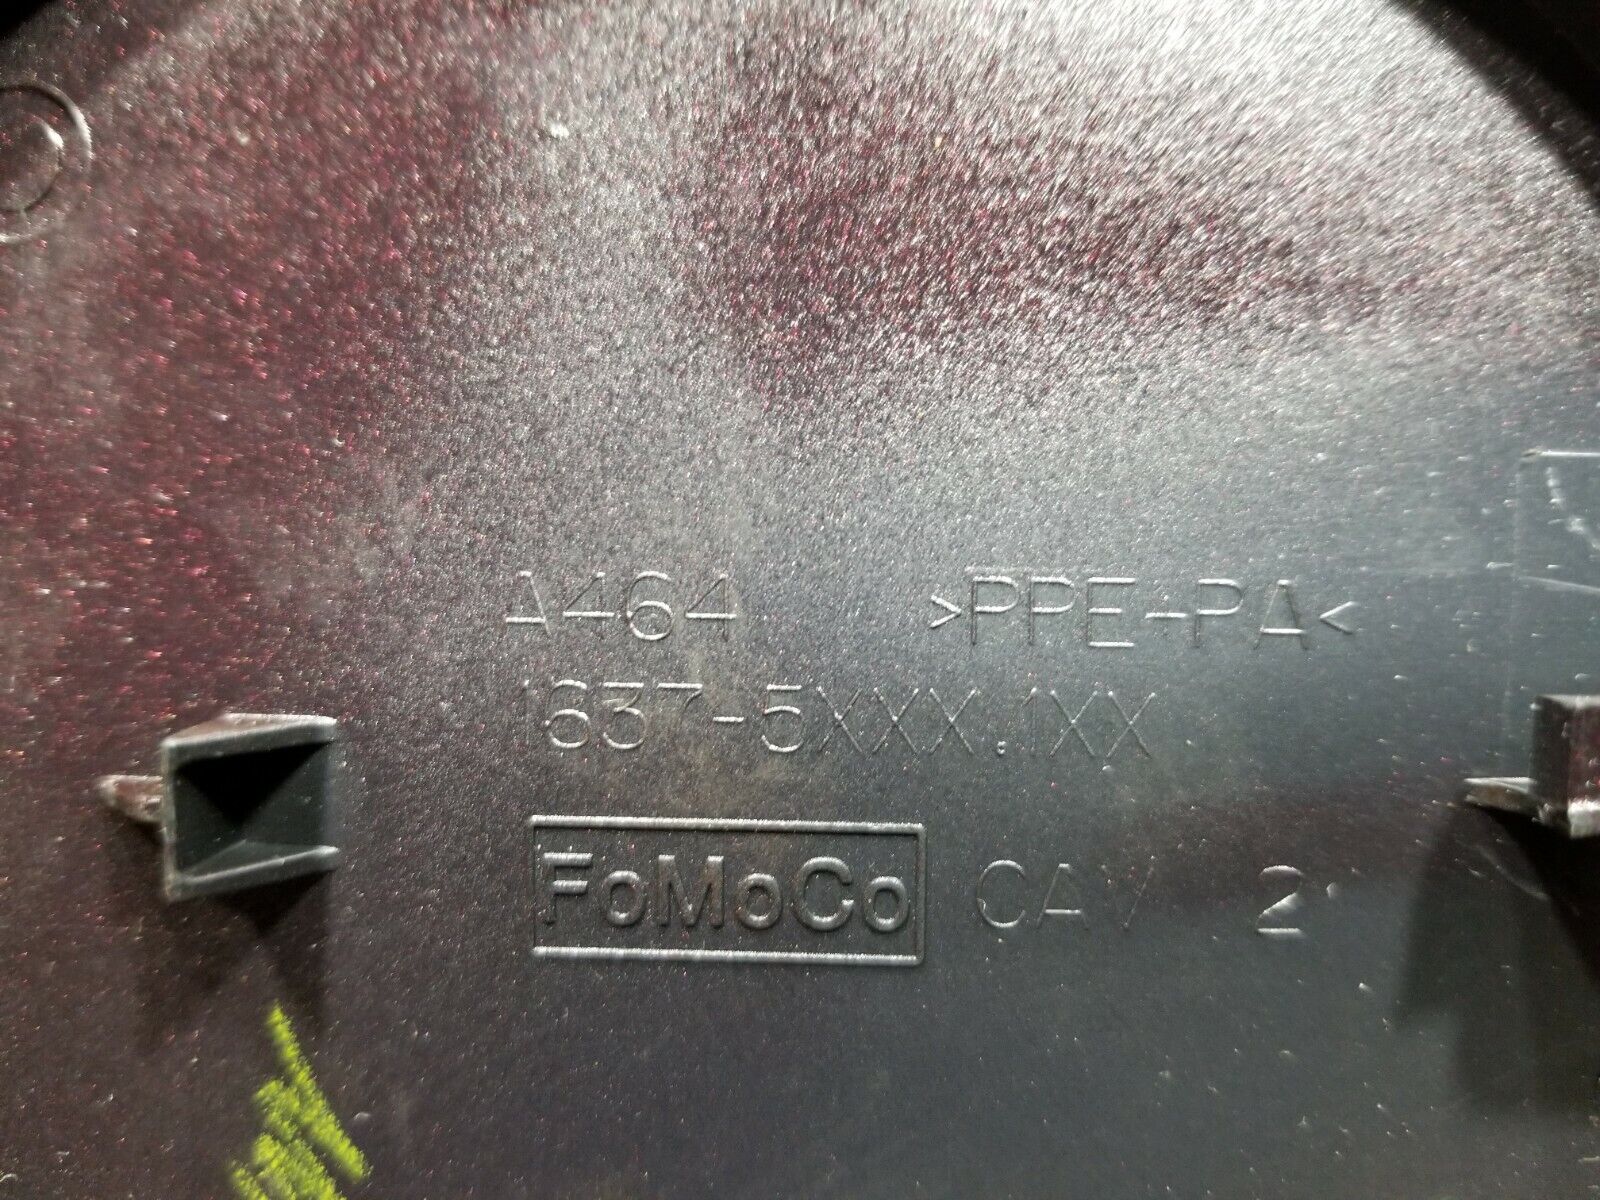 A464 >PPE+PA<
1637-5XXX.1XX
FoMoCo CAV 2